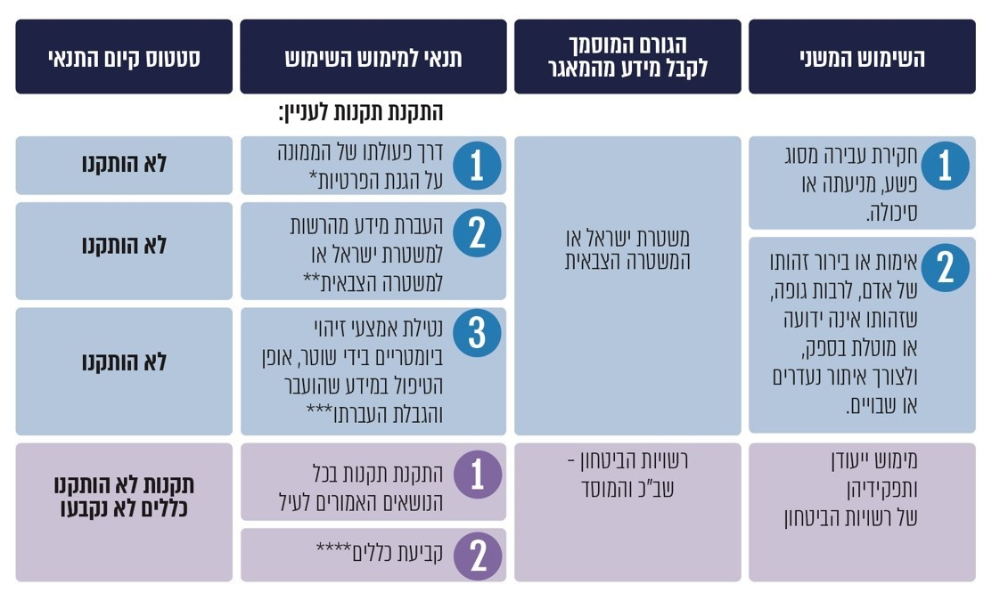 השימוש המשני
הגורם המוסמך
לקבל מידע מהמאגר
תנאי למימוש השימוש
סטטוס קיום התנאי
התקנת תקנות לעניין:
1
חקירת עבירה מסוג
פשע, מניעתה או
סיכולה.
2
אימות או בירור זהותו
של אדם, לרבות גופה,
שזהותו אינה ידועה
או מוטלת בספק,
ולצורך איתור נעדרים
או שבויים.
משטרת ישראל או
המשטרה הצבאית
1
דרך פעולתו של הממונה
על הגנת הפרטיות*
לא הותקנו
2
העברת מידע מהרשות
למשטרת ישראל או
למשטרה הצבאית**
לא הותקנו
3
נטילת אמצעי זיהוי
ביומטריים בידי שוטר, אופן
הטיפול במידע שהועבר
והגבלת העברתו***
לא הותקנו
מימוש ייעודן
ותפקידיהן
של רשויות הביטחון
רשויות הביטחון -
שב"כ והמוסד
1
התקנת תקנות בכל
הנושאים האמורים לעיל
2
קביעת כללים****
תקנות לא הותקנו
כללים לא נקבעו